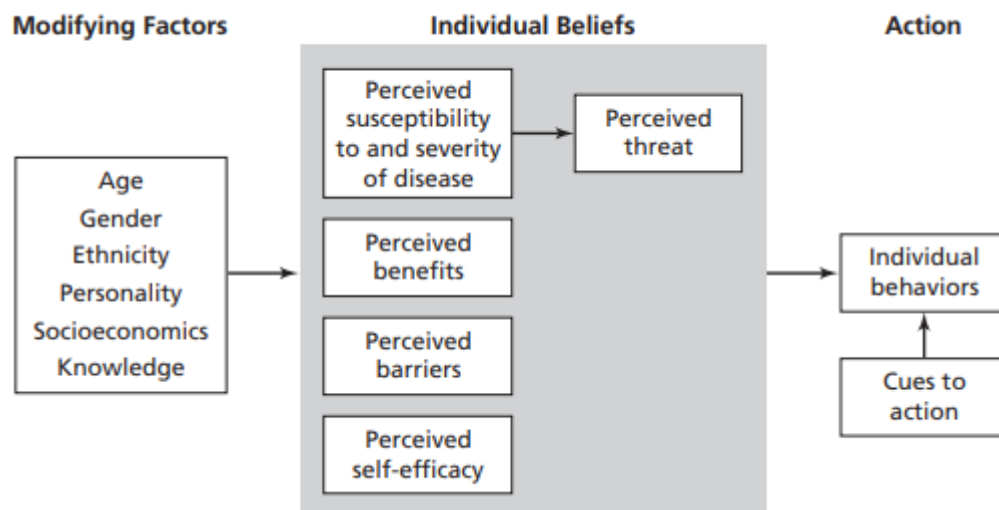 Modifying Factors
Individual Beliefs
Action
Age
Gender
Ethnicity
Personality
Socioeconomics
Knowledge
Perceived
susceptibility
to and severity
of disease
Perceived
threat
Perceived
benefits
Perceived
barriers
Perceived
self-efficacy
Individual
behaviors
Cues to
action